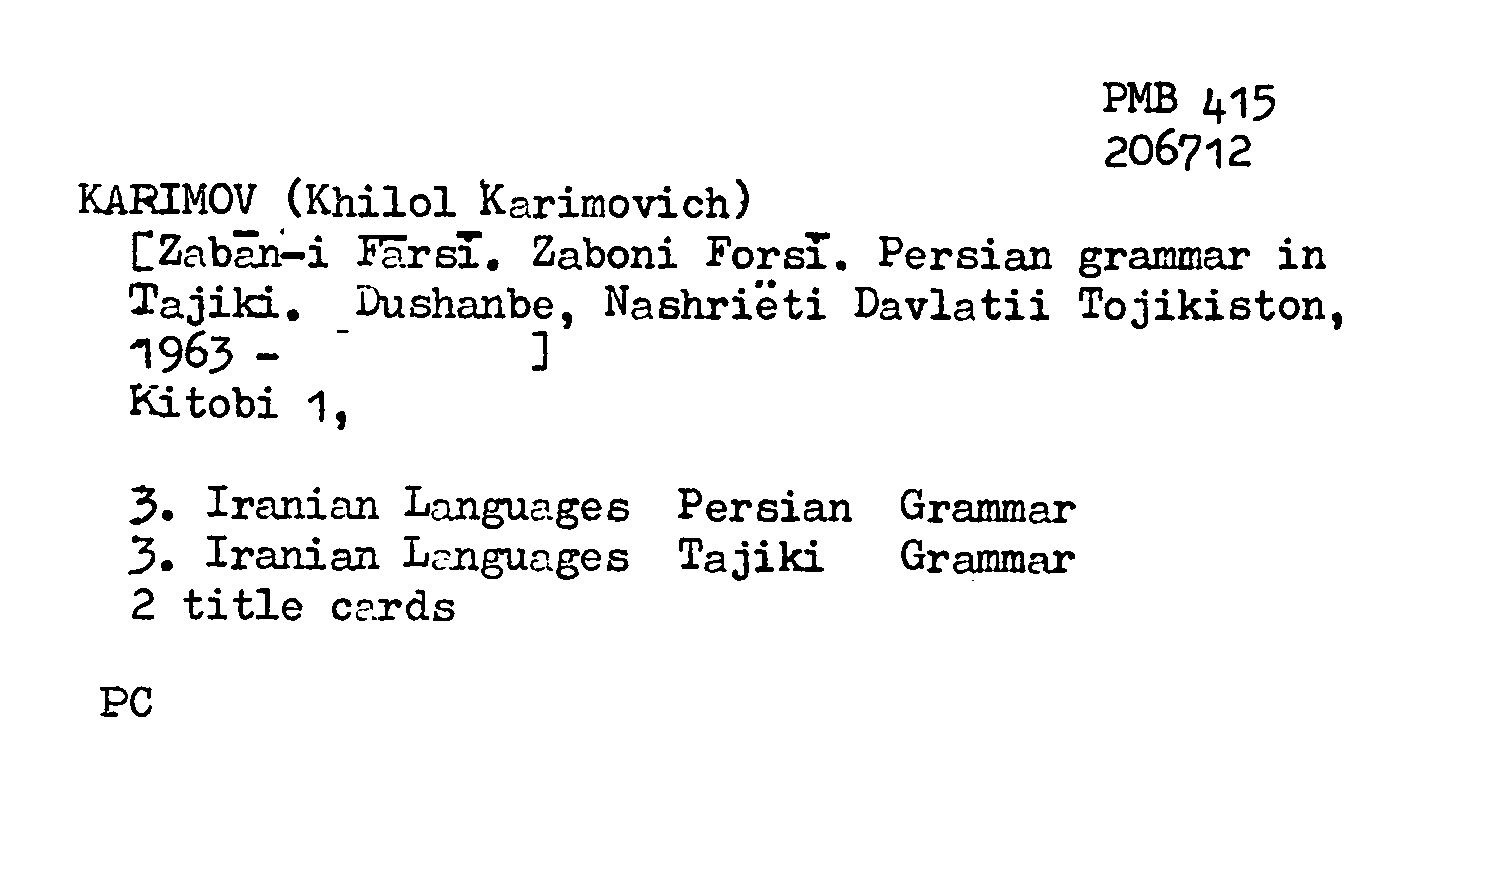 PMB 415
206712
KARIMOV (Khilol Karimovich)
[Zabān-i Fārsī. Zaboni Forsī. Persian grammar in
Tajiki. Dushanbe, Nashriëti Davlatii Tojikiston,
1963 - ]
Kitobi 1,
3. Iranian Languages Persian Grammar
3. Iranian Languages Tajiki Grammar
2 title cards
PC